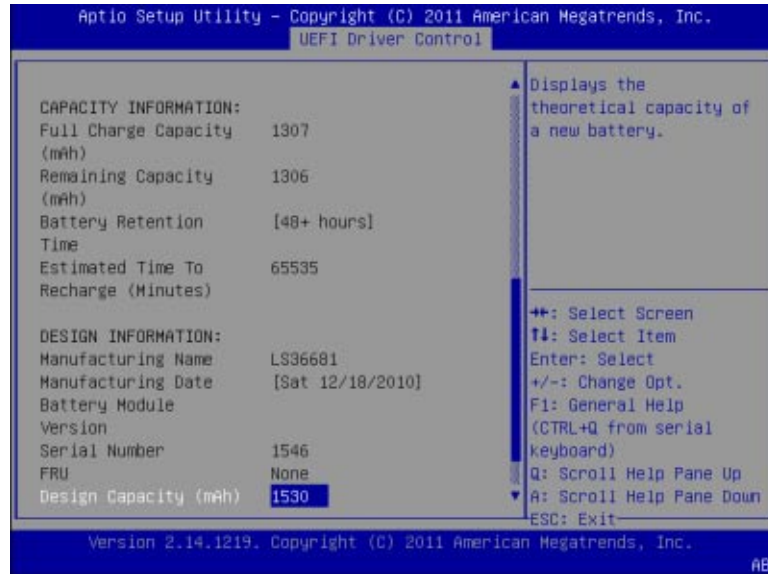 Aptio Setup Utility – Copyright (C) 2011 American Megatrends, Inc.
UEFI Driver Control
CAPACITY INFORMATION:
Full Charge Capacity 1307
(mAh)
Remaining Capacity 1306
(mAh)
Battery Retention [48+ hours]
Time
Estimated Time To 65535
Recharge (Minutes)
DESIGN INFORMATION:
Manufacturing Name LS36681
Manufacturing Date [Sat 12/18/2010]
Battery Module
Version
Serial Number 1546
FRU None
Design Capacity (mAh) 1530
Displays the
theoretical capacity of
a new battery.
→←: Select Screen
↑↓: Select Item
Enter: Select
+/-: Change Opt.
F1: General Help
(CTRL+Q from serial
keyboard)
Q: Scroll Help Pane Up
A: Scroll Help Pane Down
ESC: Exit
Version 2.14.1219. Copyright (C) 2011 American Megatrends, Inc.
AB